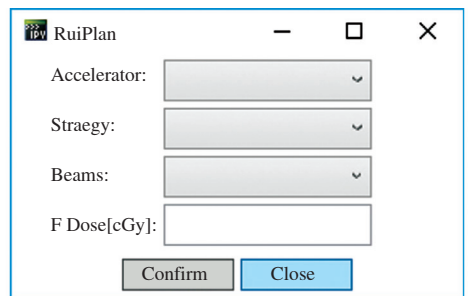 RuiPlan
Accelerator:
Straegy:
Beams:
F Dose[cGy]:
Confirm Close